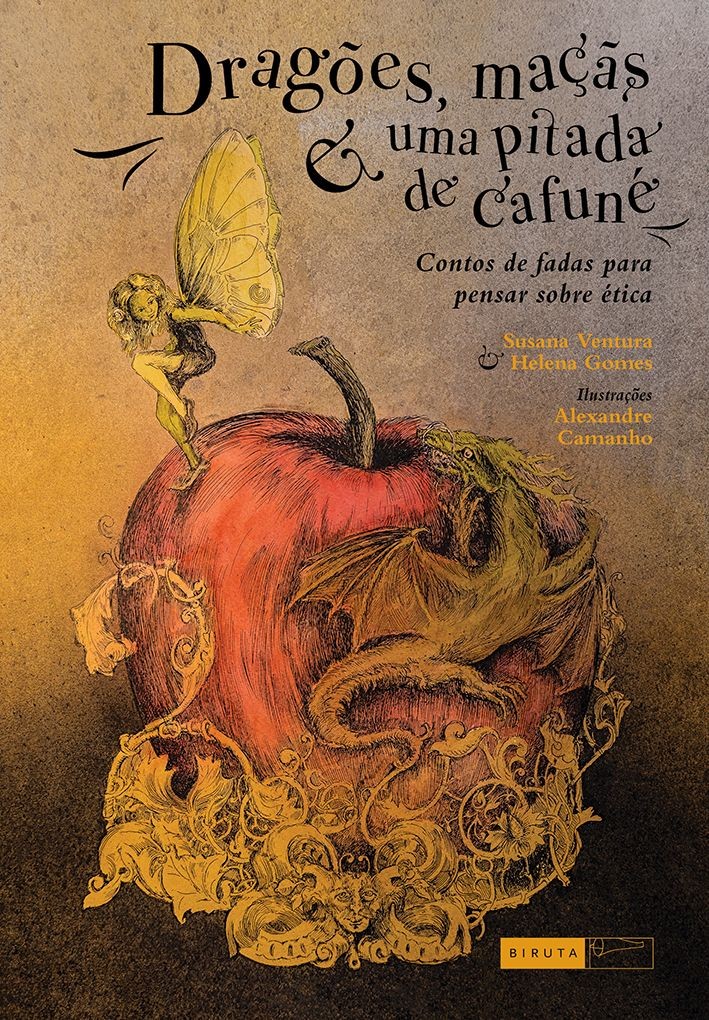 Dragões, maçãs
& uma pitada
de cafuné
Contos de fadas para
pensar sobre ética
Susana Ventura
& Helena Gomes
Ilustrações
Alexandre
Camanho
BIRUTA